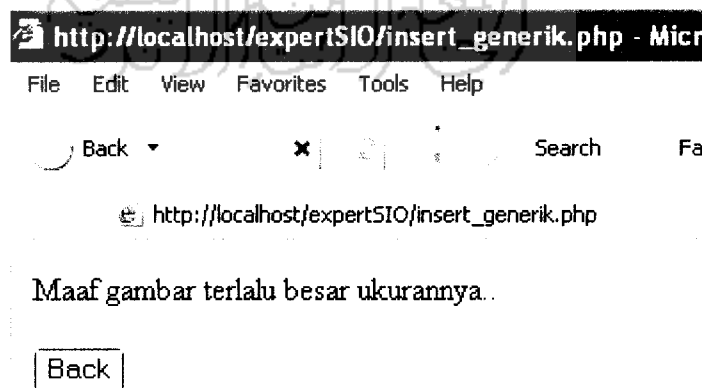 http://localhost/expertSIO/insert_generik.php - Micr
File Edit View Favorites Tools Help
Back Search Fa
http://localhost/expertSIO/insert_generik.php
Maaf gambar terlalu besar ukurannya..
Back